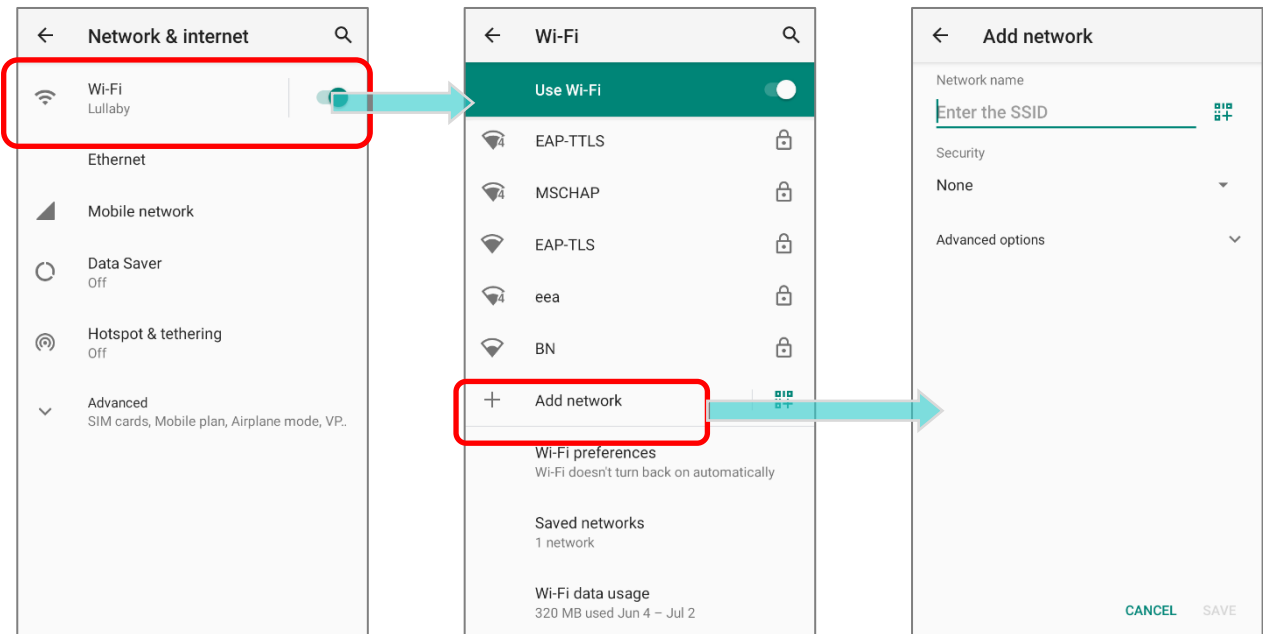 Network & internet
Wi-Fi
Lullaby
Ethernet
Mobile network
Data Saver
Off
Hotspot & tethering
Off
Advanced
SIM cards, Mobile plan, Airplane mode, VP..
Wi-Fi
Use Wi-Fi
EAP-TTLS
MSCHAP
EAP-TLS
eea
BN
Add network
Wi-Fi preferences
Wi-Fi doesn't turn back on automatically
Saved networks
1 network
Wi-Fi data usage
320 MB used Jun 4 – Jul 2
Add network
Network name
Enter the SSID
Security
None
Advanced options
CANCEL SAVE